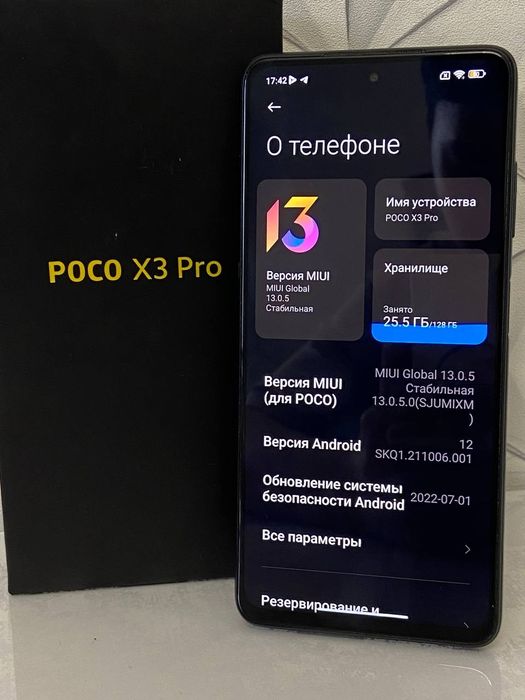 POCO X3 Pro
17:42
О телефоне
13
Версия MIUI
MIUI Global
13.0.5
Стабильная
Имя устройства
POCO X3 Pro
Хранилище
Занято
25.5 ГБ/128 ГБ
Версия MIUI
(для POCO)
MIUI Global 13.0.5
Стабильная
13.0.5.0(SJUMIXM
)
Версия Android
12
SKQ1.211006.001
Обновление системы
безопасности Android
2022-07-01
Все параметры
Резервирование и